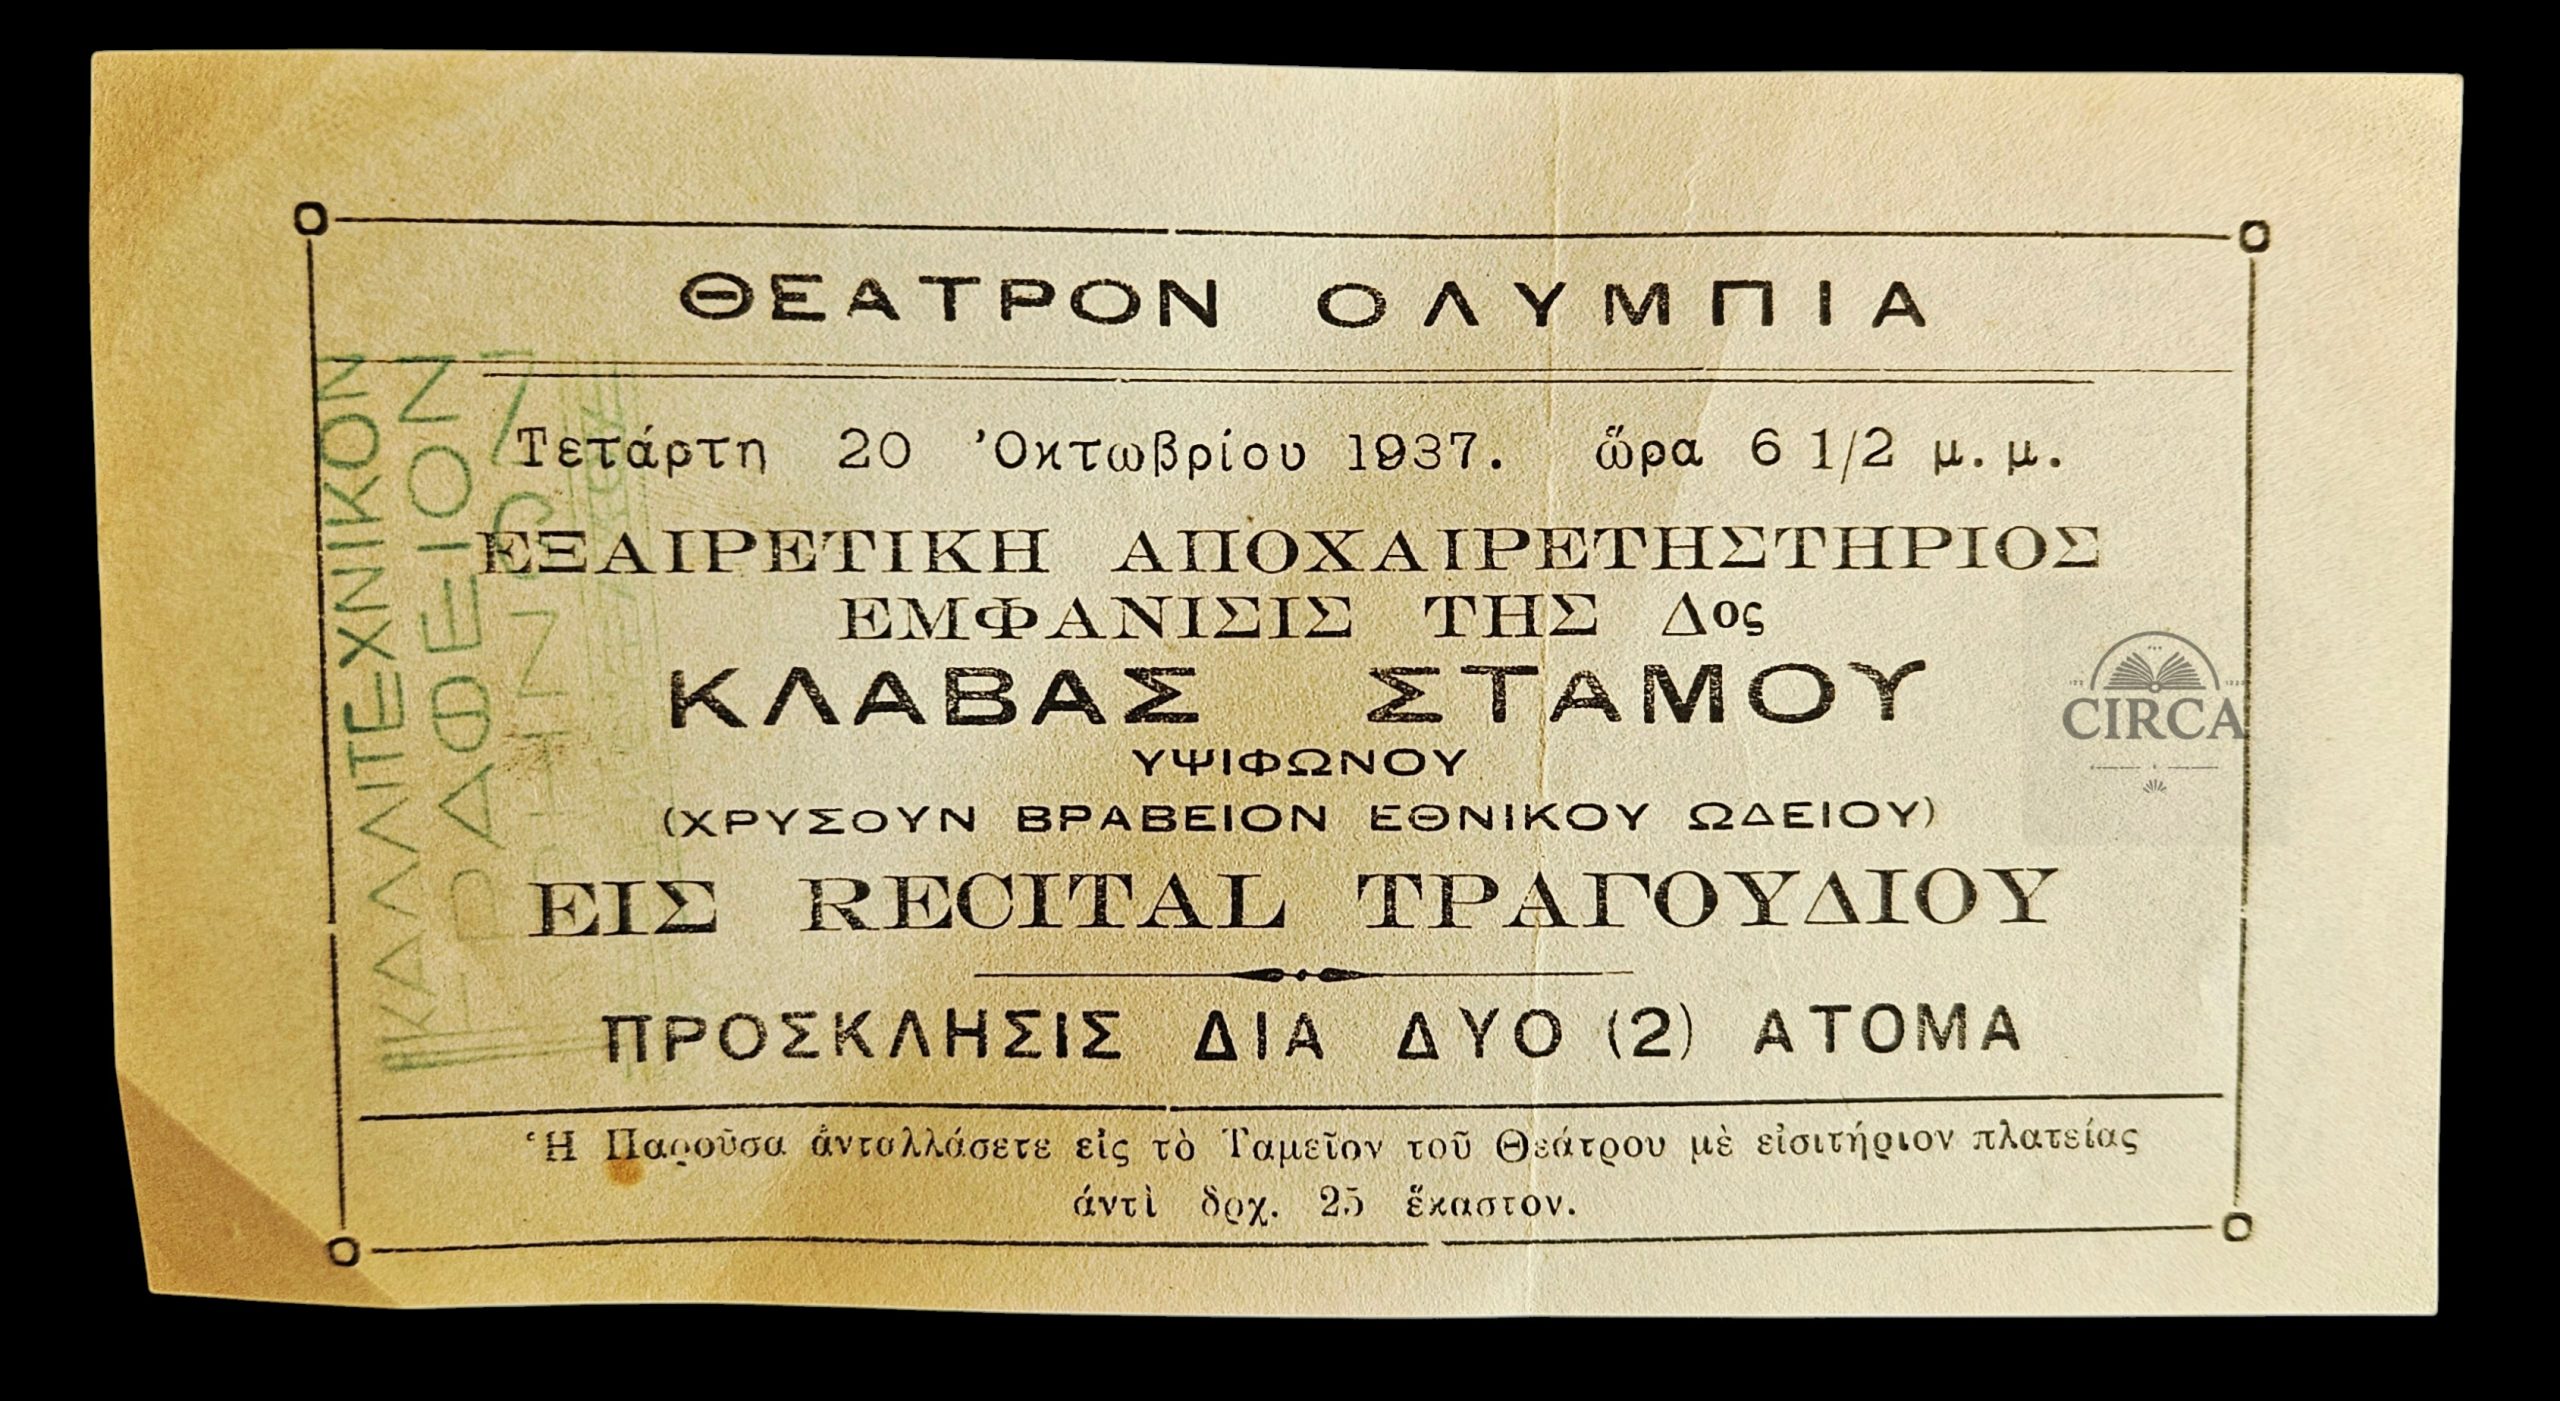 ΘΕΑΤΡΟΝ ΟΛΥΜΠΙΑ
Τετάρτη 20 Ὀκτωβρίου 1937. ὥρα 6 1/2 μ.μ.
ΕΞΑΙΡΕΤΙΚΗ ΑΠΟΧΑΙΡΕΤΗΣΤΗΡΙΟΣ
ΕΜΦΑΝΙΣΙΣ ΤΗΣ Δος
ΚΛΑΒΑΣ ΣΤΑΜΟΥ
ΥΨΙΦΩΝΟΥ
(ΧΡΥΣΟΥΝ ΒΡΑΒΕΙΟΝ ΕΘΝΙΚΟΥ ΩΔΕΙΟΥ)
ΕΙΣ RECITAL ΤΡΑΓΟΥΔΙΟΥ
ΠΡΟΣΚΛΗΣΙΣ ΔΙΑ ΔΥΟ (2) ΑΤΟΜΑ
Ἡ Παροῦσα ἀνταλλάσετε εἰς τὸ Ταμεῖον τοῦ Θεάτρου μὲ εἰσιτήριον πλατείας
ἀντὶ δρχ. 25 ἕκαστον.
ΚΑΛΛΙΤΕΧΝΙΚΟΝ
ΓΡΑΦΕΙΟΝ
CIRCA